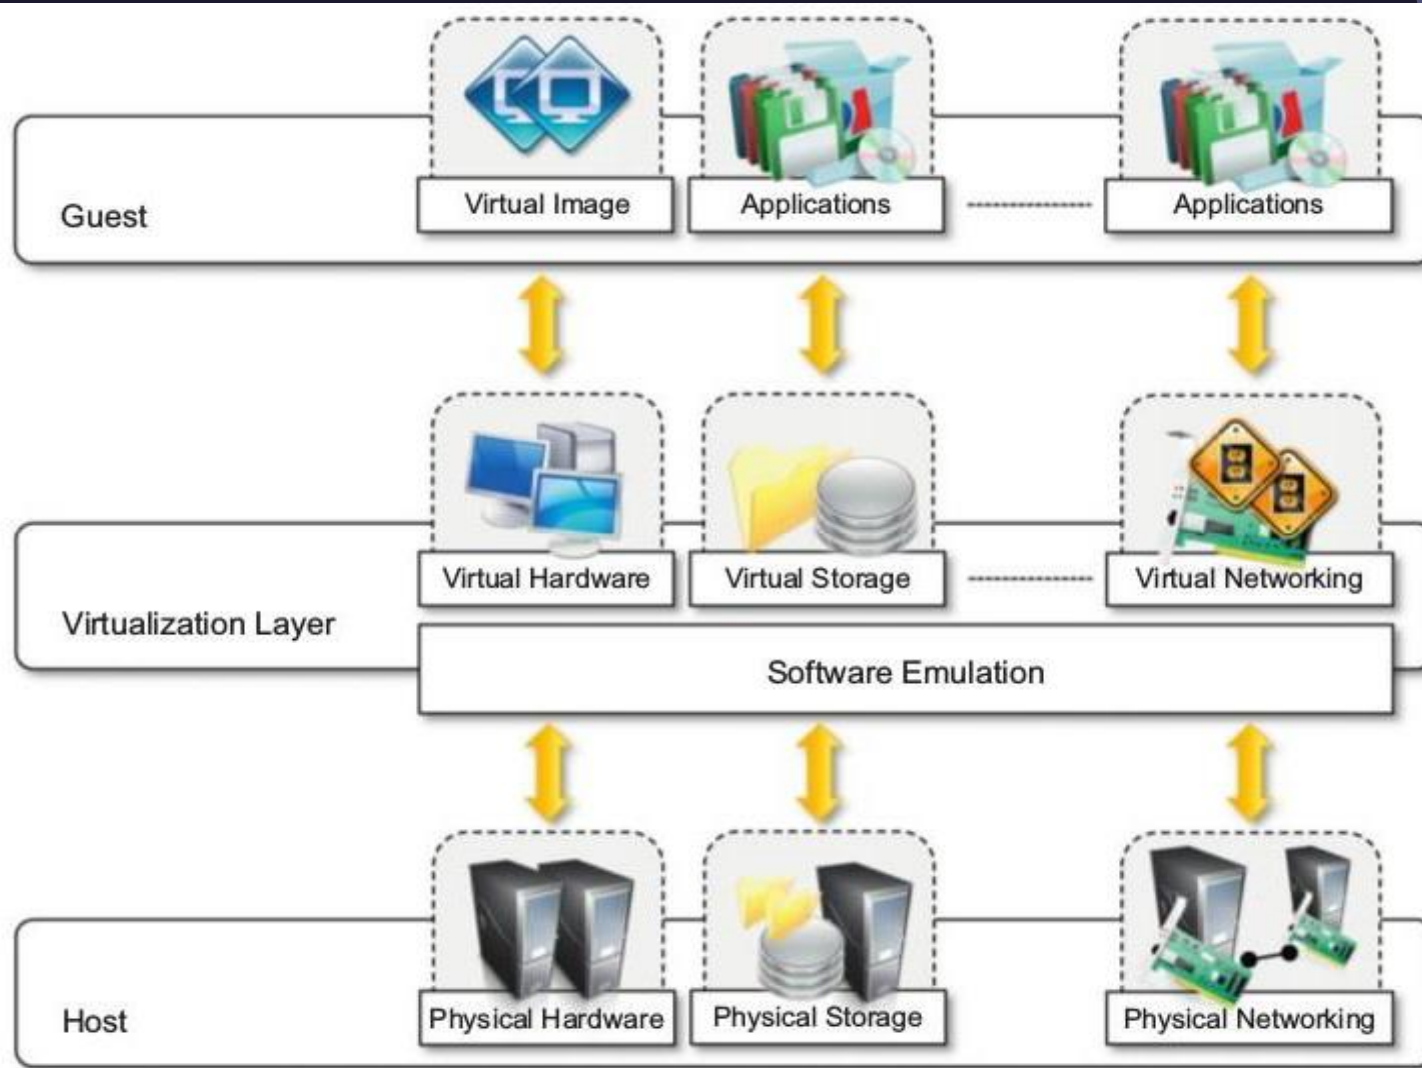 Guest
Virtual Image
Applications
Applications
Virtualization Layer
Virtual Hardware
Virtual Storage
Virtual Networking
Software Emulation
Host
Physical Hardware
Physical Storage
Physical Networking